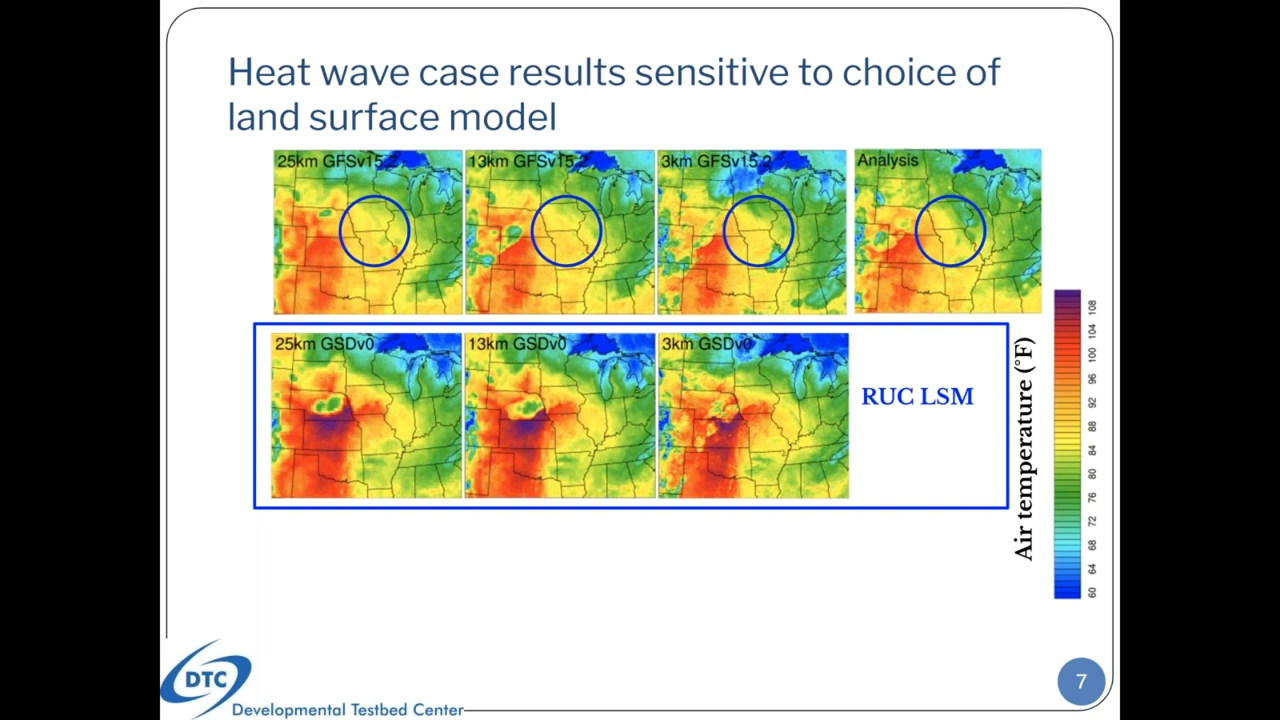 Heat wave case results sensitive to choice of
land surface model
25km GFSv15.2
13km GFSv15.2
3km GFSv15.2
Analysis
25km GSDv0
13km GSDv0
3km GSDv0
RUC LSM
Air temperature (°F)
108
104
100
96
92
88
84
80
76
72
68
64
60
DTC
Developmental Testbed Center
7